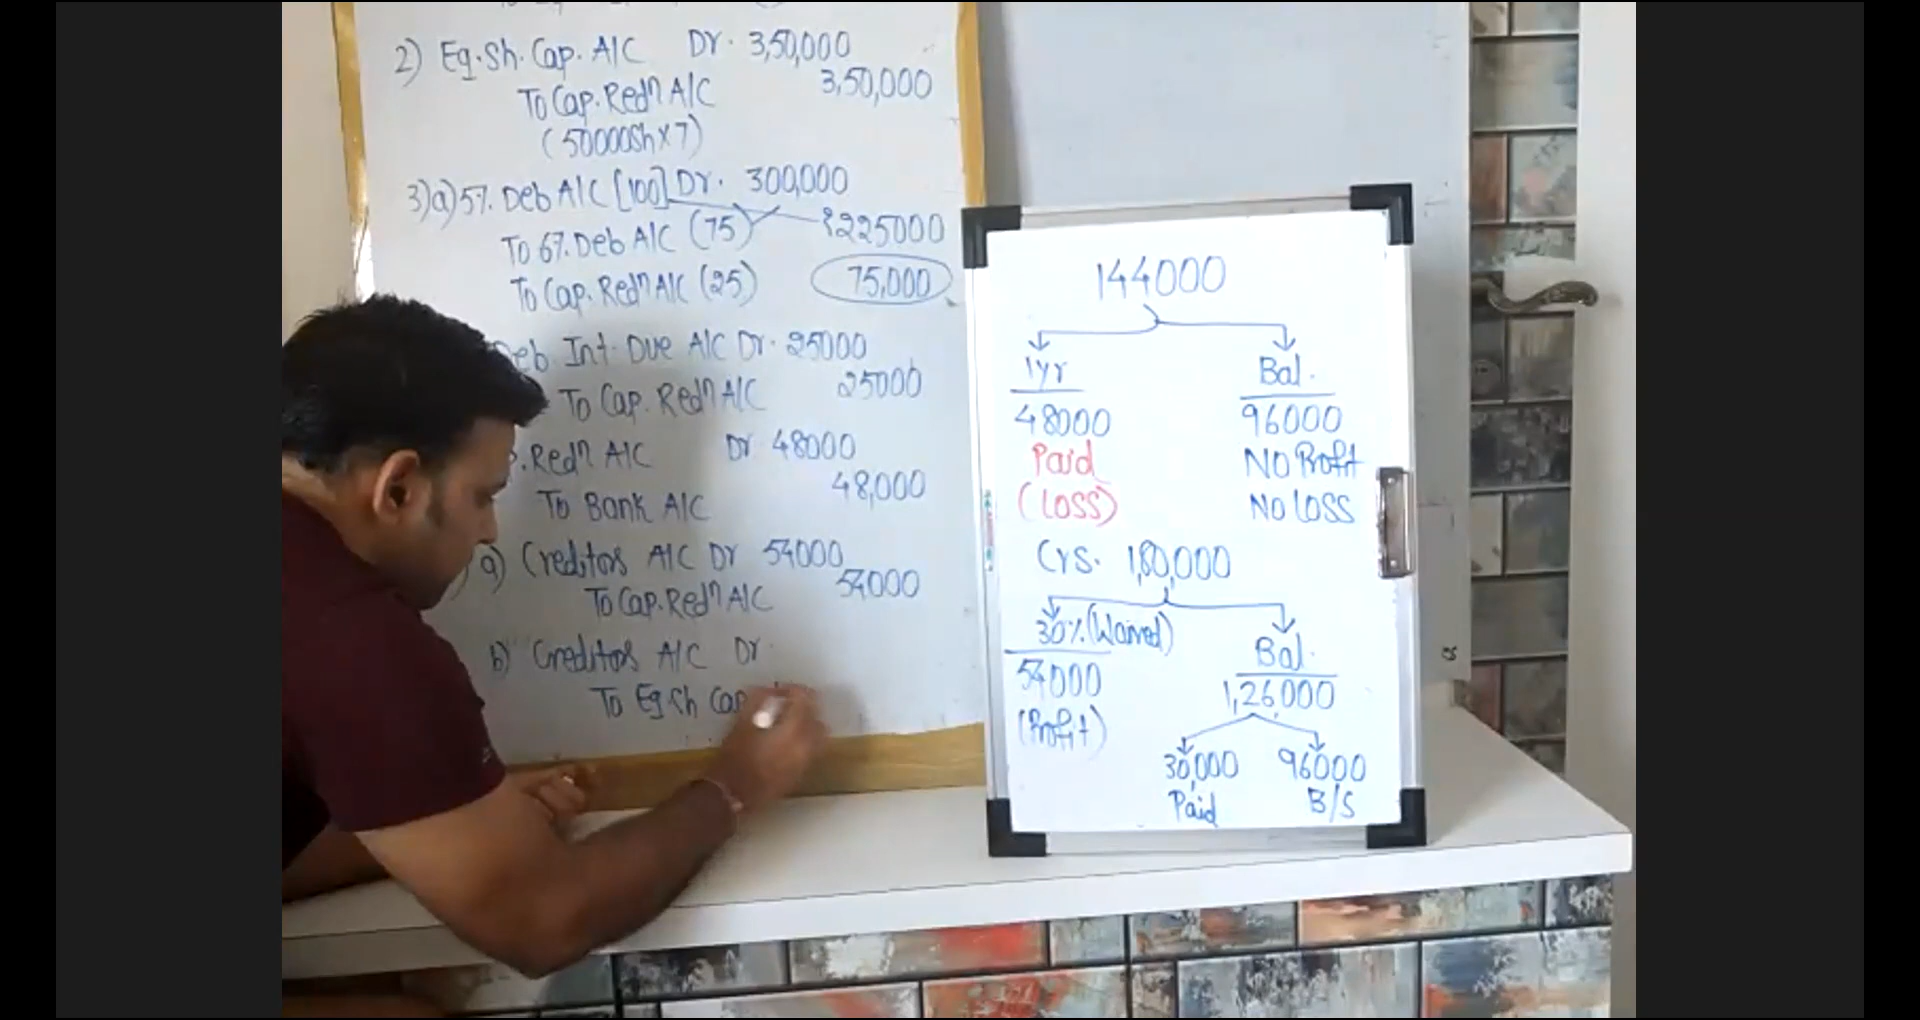 2) Eq. Sh. Cap. A/C Dr. 3,50,000
To Cap. Redn A/C 3,50,000
(50000Sh x 7)
3)a) 5% Deb A/C [100] Dr. 300,000
To 6% Deb A/C (75) 225000
To Cap. Redn A/C (25) 75,000
Deb. Int. Due A/C Dr. 25000
To Cap. Redn A/C 25000
Redn A/C Dr 48000
To Bank A/C 48,000
a) Creditors A/C Dr 54000
To Cap. Redn A/C 54000
b) Creditors A/C Dr.
To Eq. Sh Cap
144000
1yr Bal.
48000 96000
Paid NO Profit
(LOSS) NO LOSS
Crs. 1,80,000
30% (Waived) Bal.
54000 1,26,000
(Profit)
30,000 96000
Paid B/S